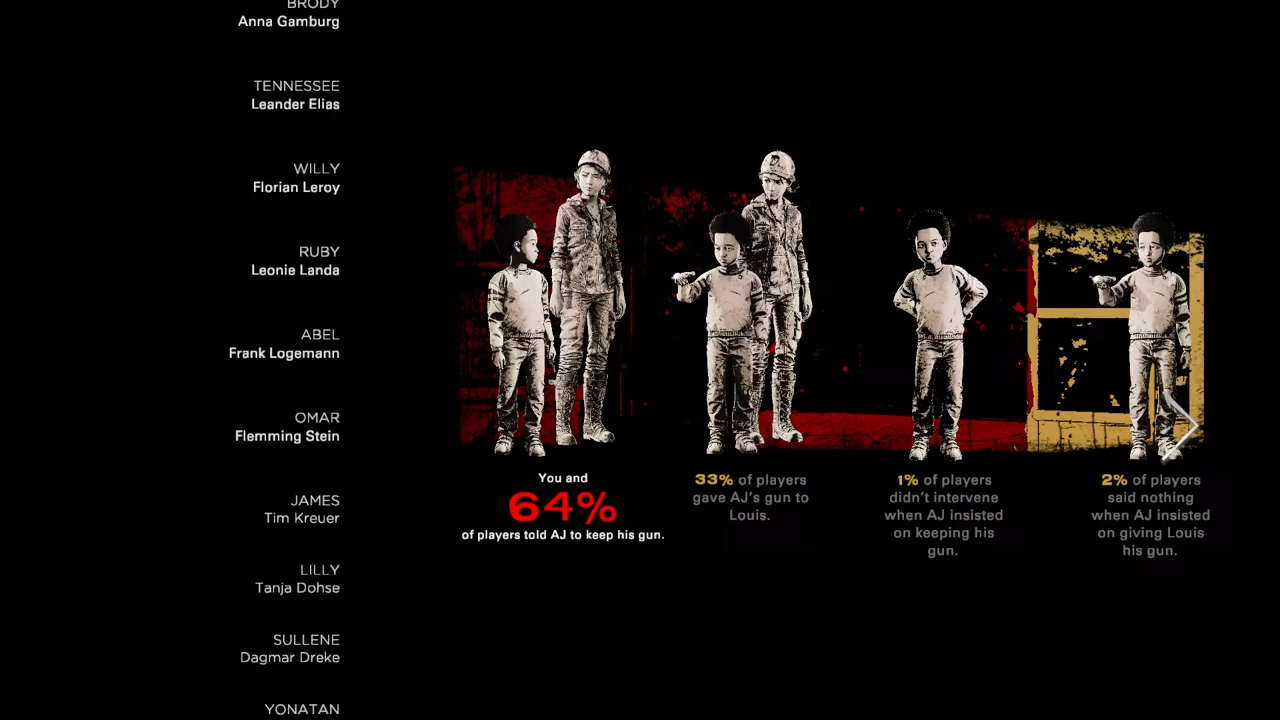 BRODY
Anna Gamburg
TENNESSEE
Leander Elias
WILLY
Florian Leroy
RUBY
Leonie Landa
ABEL
Frank Logemann
OMAR
Flemming Stein
JAMES
Tim Kreuer
LILLY
Tanja Dohse
SULLENE
Dagmar Dreke
YONATAN
You and
64%
of players told AJ to keep his gun.
33% of players
gave AJ's gun to
Louis.
1% of players
didn't intervene
when AJ insisted
on keeping his
gun.
2% of players
said nothing
when AJ insisted
on giving Louis
his gun.